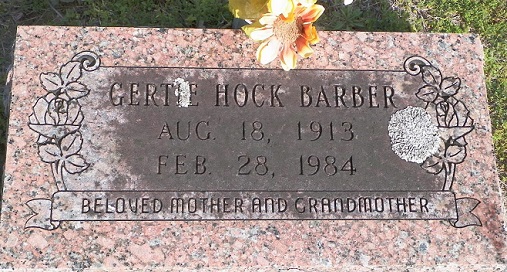 GERTIE HOCK BARBER
AUG. 18, 1913
FEB. 28, 1984
BELOVED MOTHER AND GRANDMOTHER